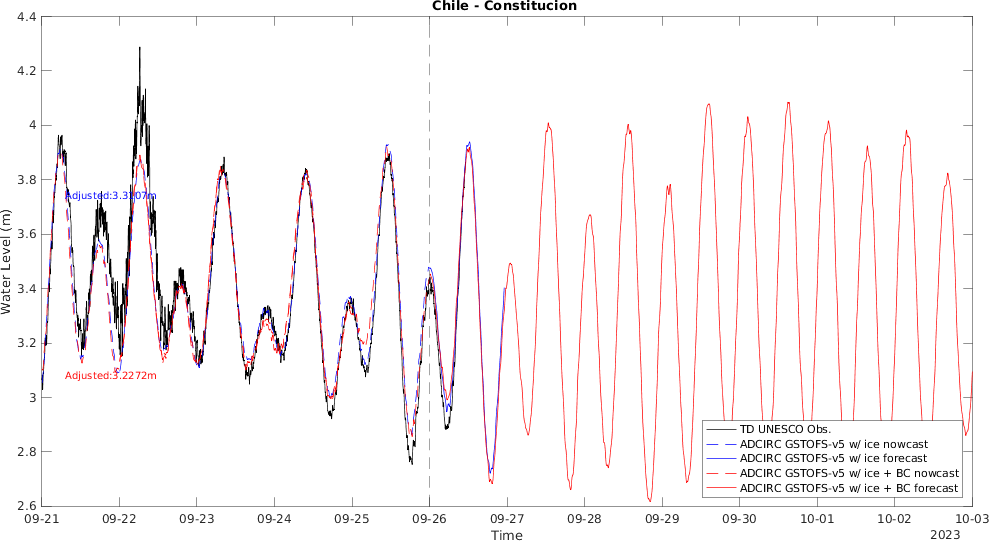 Chile - Constitucion
4.4
4.2
4
3.8
3.6
3.4
3.2
3
2.8
2.6
Water Level (m)
Adjusted:3.2272m
TD UNESCO Obs.
ADCIRC GSTOFS-v5 w/ ice nowcast
ADCIRC GSTOFS-v5 w/ ice forecast
ADCIRC GSTOFS-v5 w/ ice + BC nowcast
ADCIRC GSTOFS-v5 w/ ice + BC forecast
09-21 09-22 09-23 09-24 09-25 09-26 09-27 09-28 09-29 09-30 10-01 10-02 10-03
Time
2023